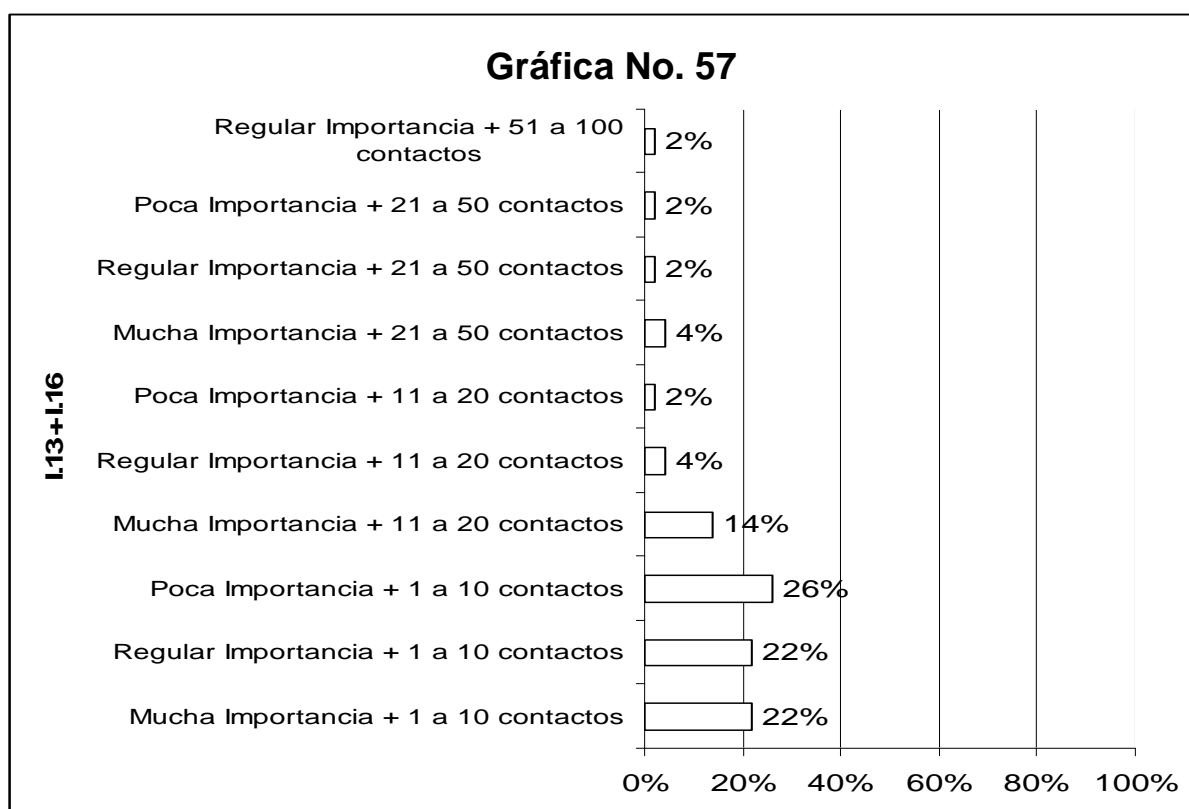 Gráfica No. 57
Regular Importancia + 51 a 100
contactos
2%
Poca Importancia + 21 a 50 contactos
2%
Regular Importancia + 21 a 50 contactos
2%
Mucha Importancia + 21 a 50 contactos
4%
Poca Importancia + 11 a 20 contactos
2%
Regular Importancia + 11 a 20 contactos
4%
Mucha Importancia + 11 a 20 contactos
14%
Poca Importancia + 1 a 10 contactos
26%
Regular Importancia + 1 a 10 contactos
22%
Mucha Importancia + 1 a 10 contactos
22%
I.13+I.16
0% 20% 40% 60% 80% 100%